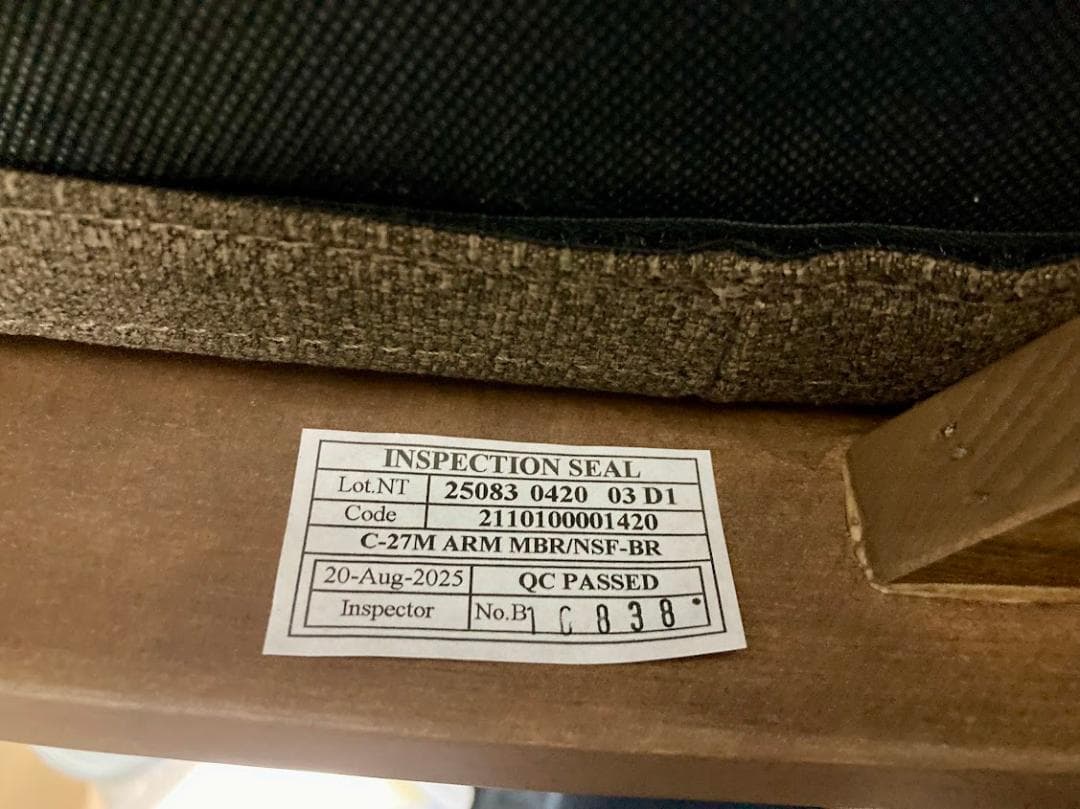 INSPECTION SEAL
Lot.NT 25083 0420 03 D1
Code 2110100001420
C-27M ARM MBR/NSF-BR
20-Aug-2025 QC PASSED
Inspector No.B1 C 838